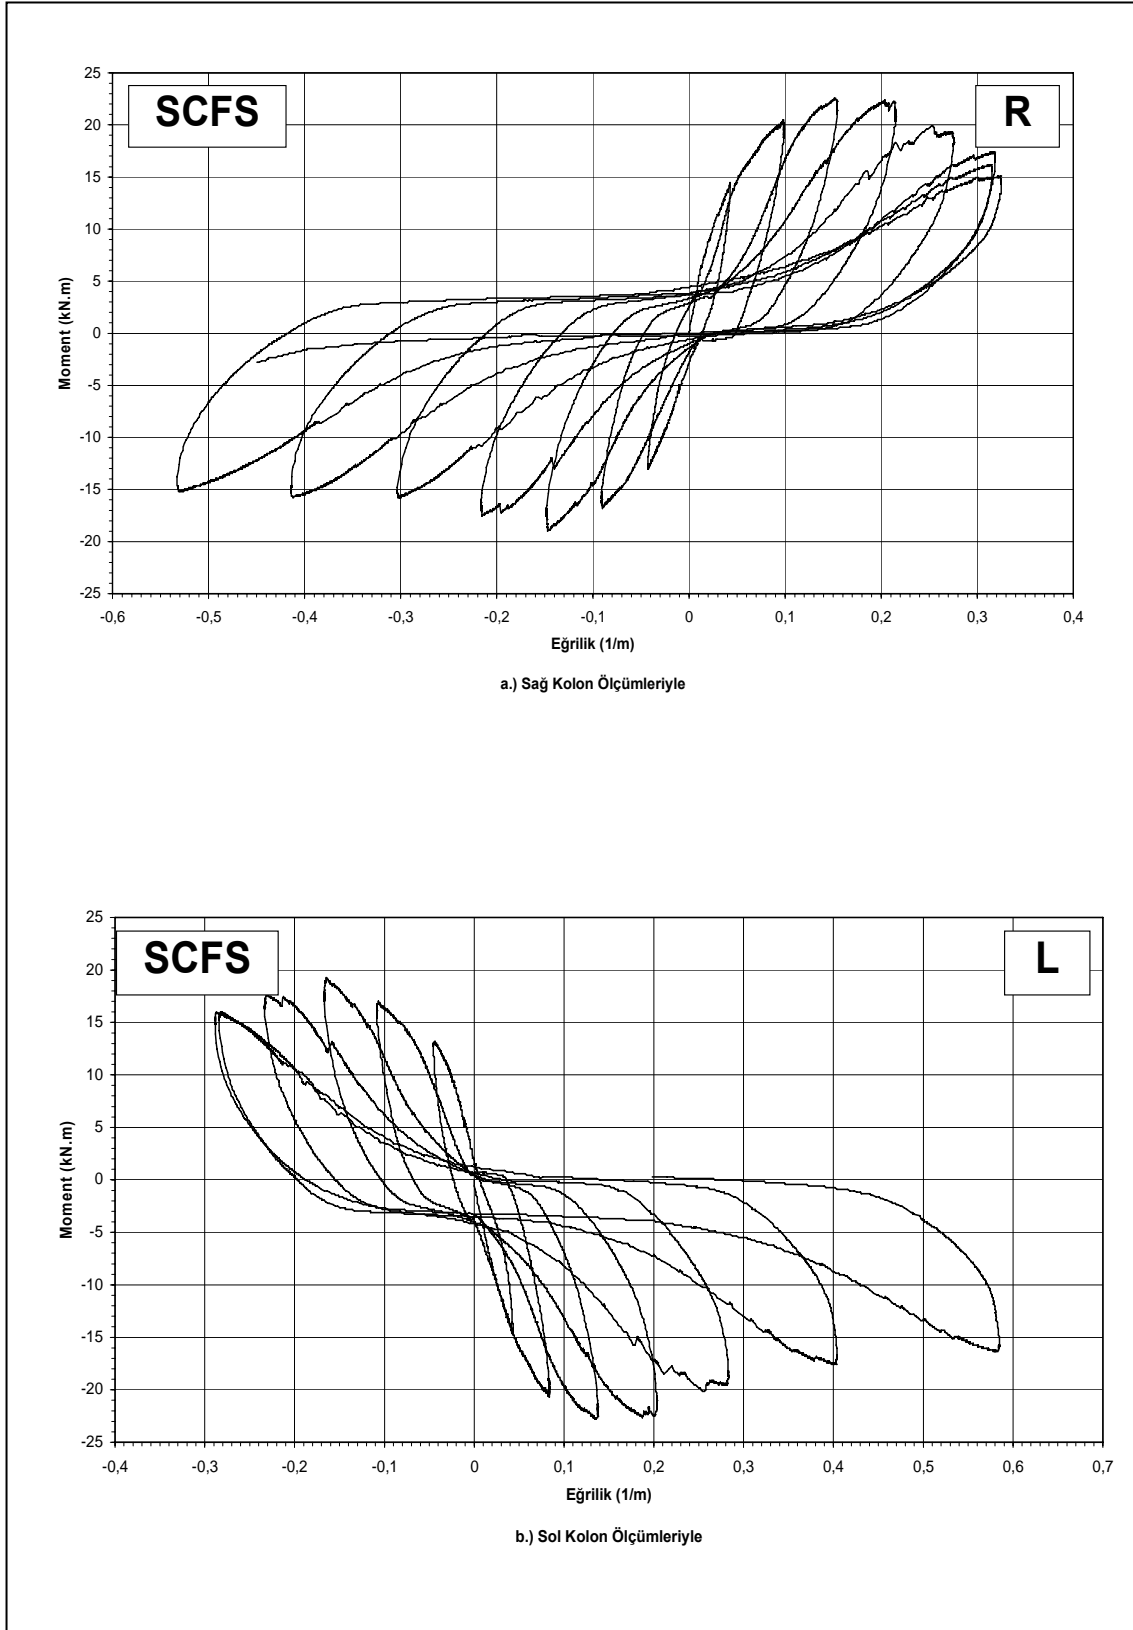 SCFS
R
25
20
15
10
5
0
-5
-10
-15
-20
-25
Moment (kN.m)
-0,6 -0,5 -0,4 -0,3 -0,2 -0,1 0 0,1 0,2 0,3 0,4
Eğrilik (1/m)
a.) Sağ Kolon Ölçümleriyle
SCFS
L
25
20
15
10
5
0
-5
-10
-15
-20
-25
Moment (kN.m)
-0,4 -0,3 -0,2 -0,1 0 0,1 0,2 0,3 0,4 0,5 0,6 0,7
Eğrilik (1/m)
b.) Sol Kolon Ölçümleriyle